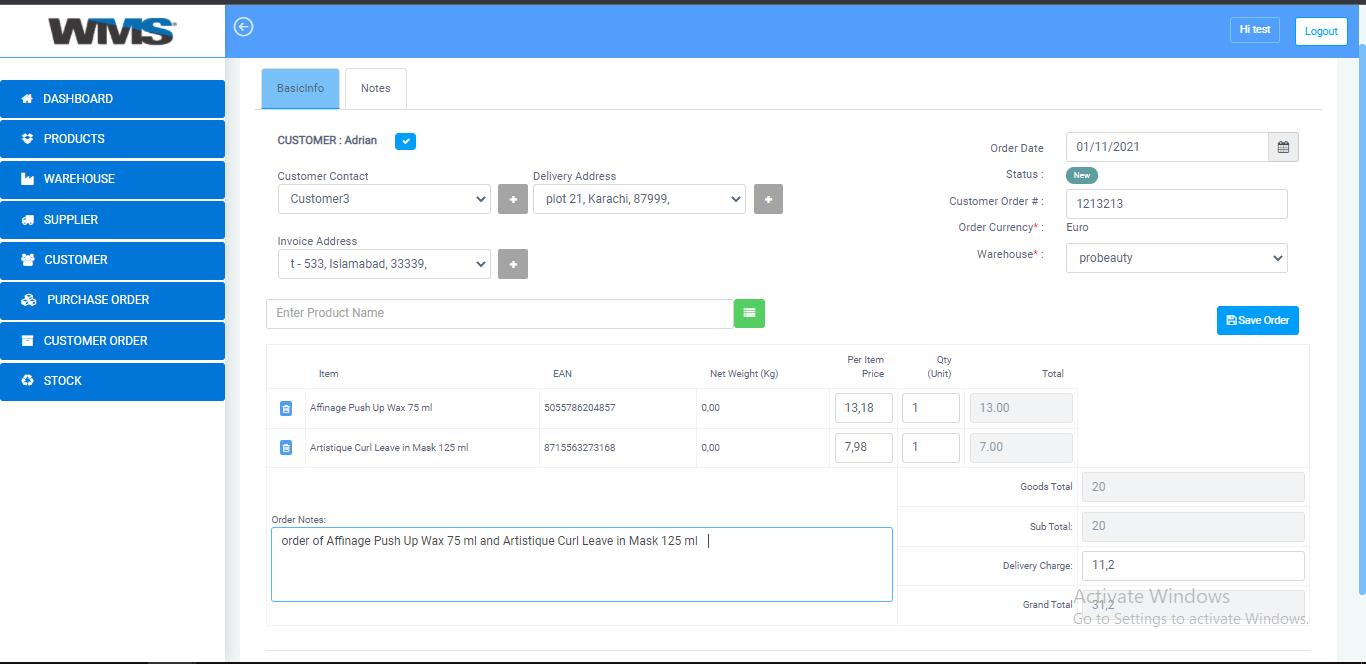 WMS
Hi test
Logout
DASHBOARD
PRODUCTS
WAREHOUSE
SUPPLIER
CUSTOMER
PURCHASE ORDER
CUSTOMER ORDER
STOCK
BasicInfo
Notes
CUSTOMER : Adrian
Customer Contact
Customer3
Delivery Address
plot 21, Karachi, 87999,
Invoice Address
t - 533, Islamabad, 33339,
Order Date
01/11/2021
Status :
New
Customer Order # :
1213213
Order Currency* :
Euro
Warehouse* :
probeauty
Enter Product Name
Save Order
Item
EAN
Net Weight (Kg)
Per Item
Price
Qty
(Unit)
Total
Affinage Push Up Wax 75 ml
5055786204857
0,00
13,18
1
13.00
Artistique Curl Leave in Mask 125 ml
8715563273168
0,00
7,98
1
7.00
Goods Total
20
Sub Total:
20
Delivery Charge:
11,2
Grand Total
31,2
Order Notes:
order of Affinage Push Up Wax 75 ml and Artistique Curl Leave in Mask 125 ml
Activate Windows
Go to Settings to activate Windows.